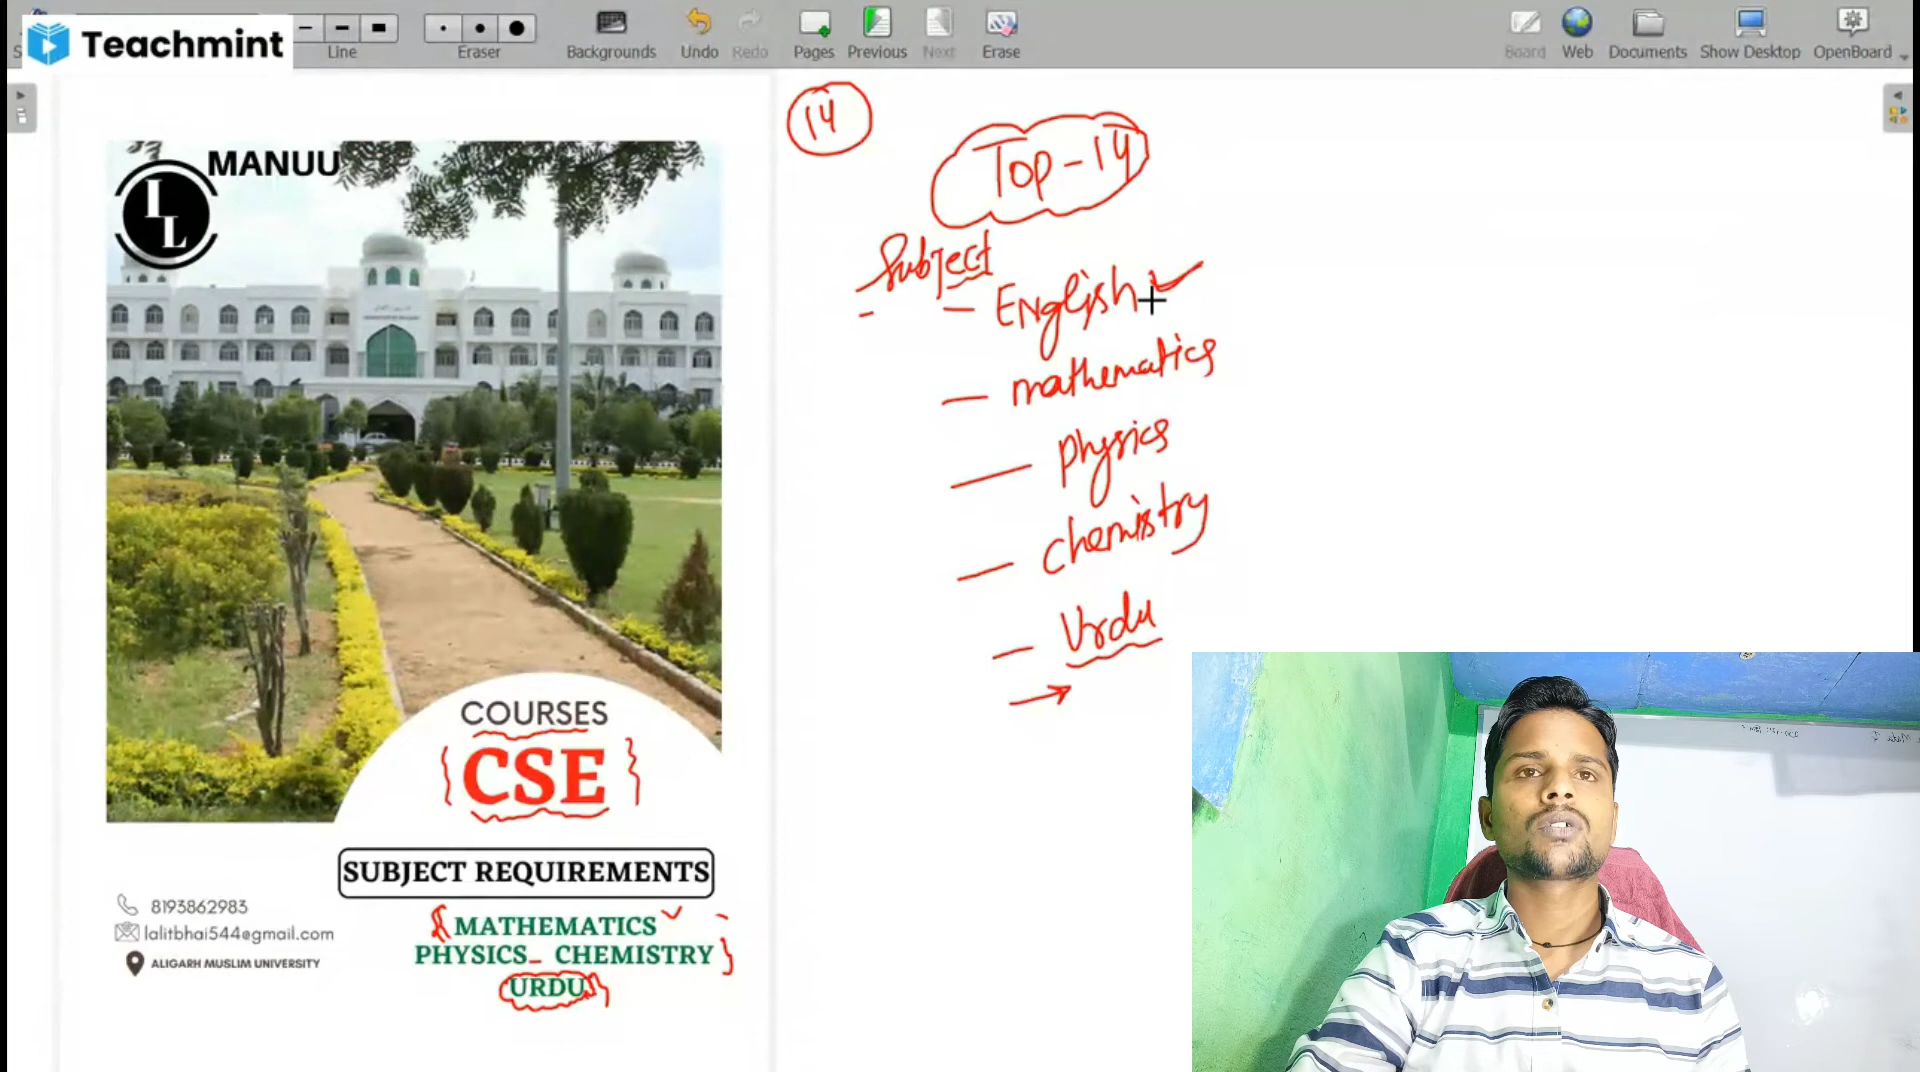 Teachmint
Line
Eraser
Backgrounds
Undo
Redo
Pages
Previous
Next
Erase
Board
Web
Documents
Show Desktop
OpenBoard
MANUU
I
L
COURSES
CSE
SUBJECT REQUIREMENTS
8193862983
lalitbhai544@gmail.com
ALIGARH MUSLIM UNIVERSITY
MATHEMATICS
PHYSICS - CHEMISTRY
URDU
14
Top-14
Subject
- English ✓
- mathematics
- physics
- chemistry
- Urdu
→